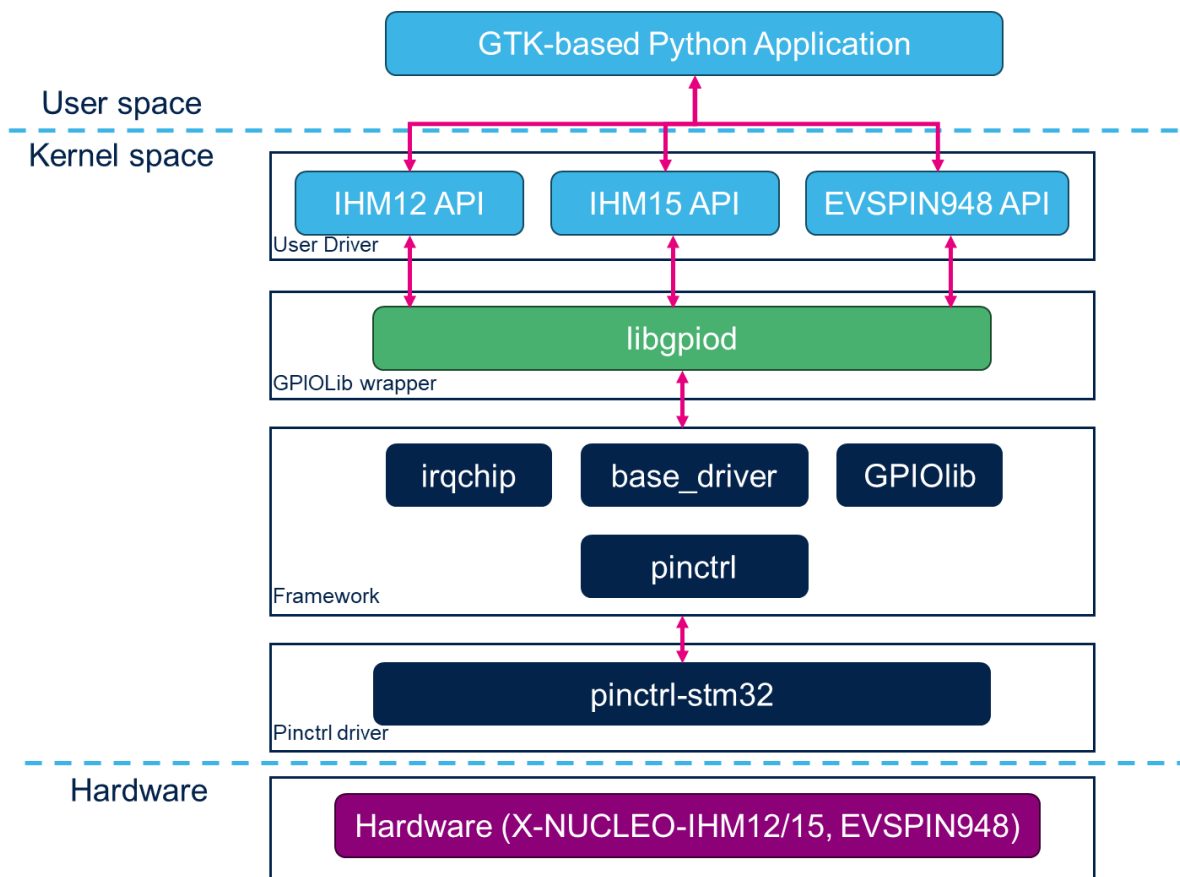 GTK-based Python Application
User space
Kernel space
IHM12 API
IHM15 API
EVSPIN948 API
User Driver
libgpiod
GPIOLib wrapper
irqchip
base_driver
GPIOlib
pinctrl
Framework
pinctrl-stm32
Pinctrl driver
Hardware
Hardware (X-NUCLEO-IHM12/15, EVSPIN948)